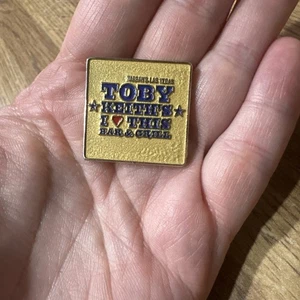 HARRAH'S LAS VEGAS
TOBY
KEITH'S
I ♥ THIS
BAR & GRILL